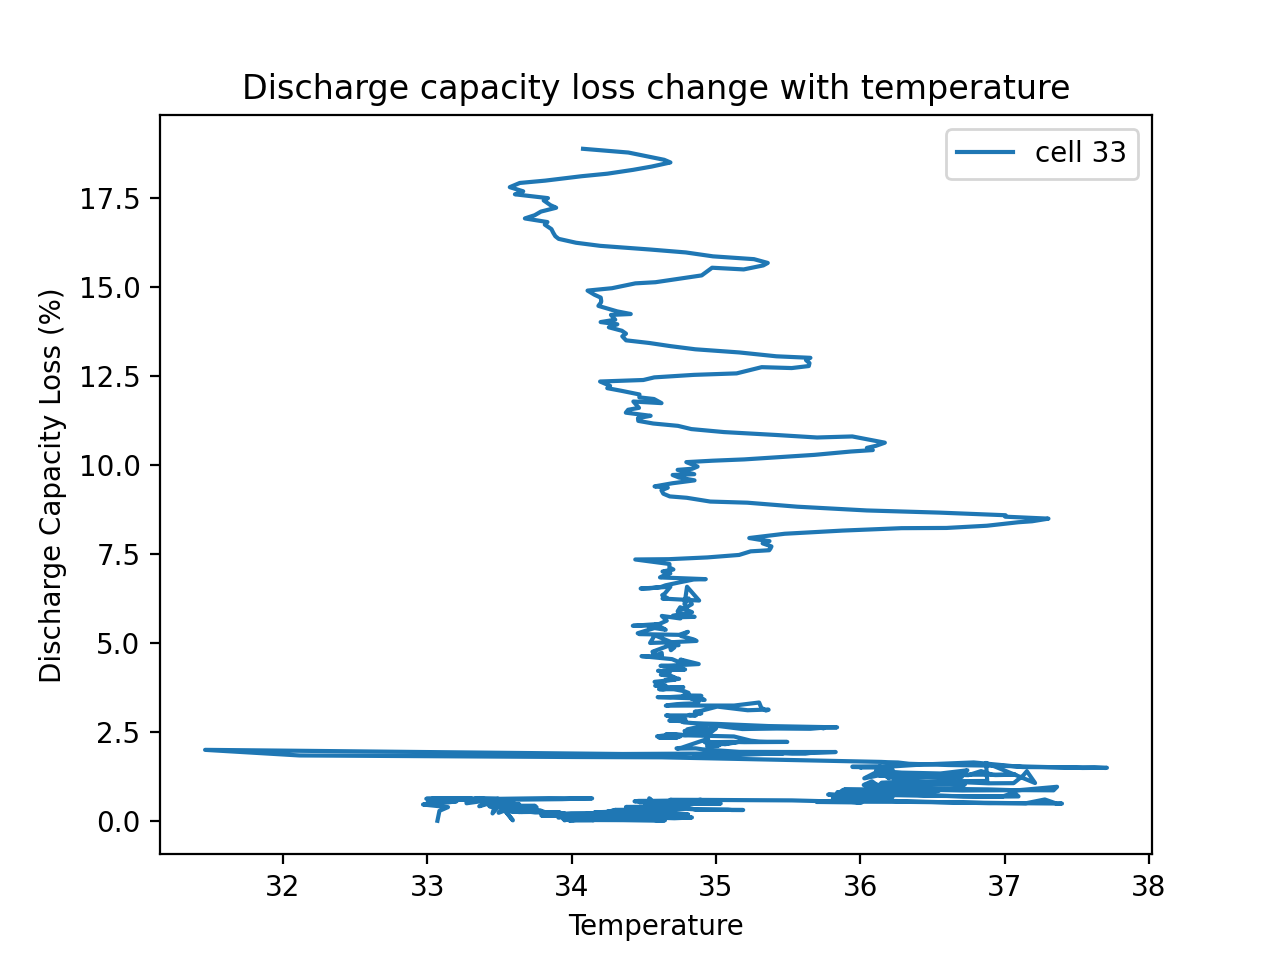 Discharge capacity loss change with temperature
cell 33
Discharge Capacity Loss (%)
17.5
15.0
12.5
10.0
7.5
5.0
2.5
0.0
32 33 34 35 36 37 38
Temperature